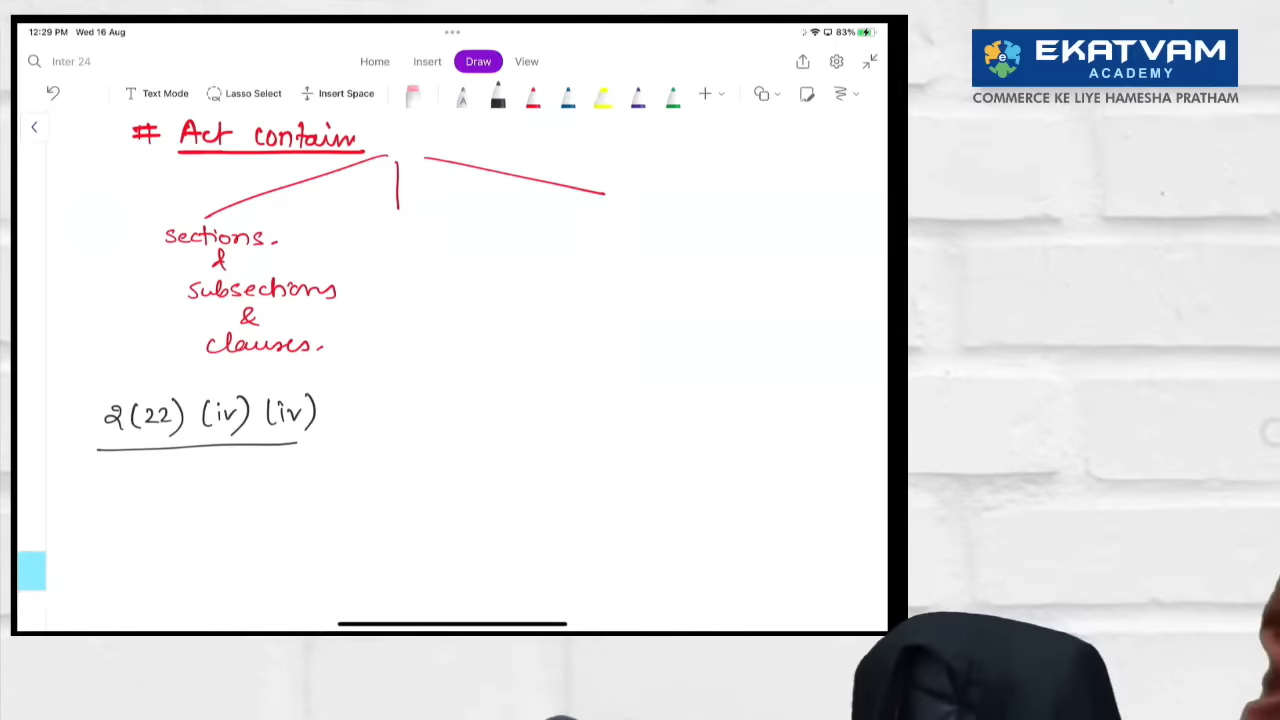 12:29 PM Wed 16 Aug
83%
Inter 24
Home Insert Draw View
Text Mode Lasso Select Insert Space
# Act contain
sections.
&
subsections
&
clauses.
2(22) (iv) (iv)
EKATVAM
ACADEMY
COMMERCE KE LIYE HAMESHA PRATHAM